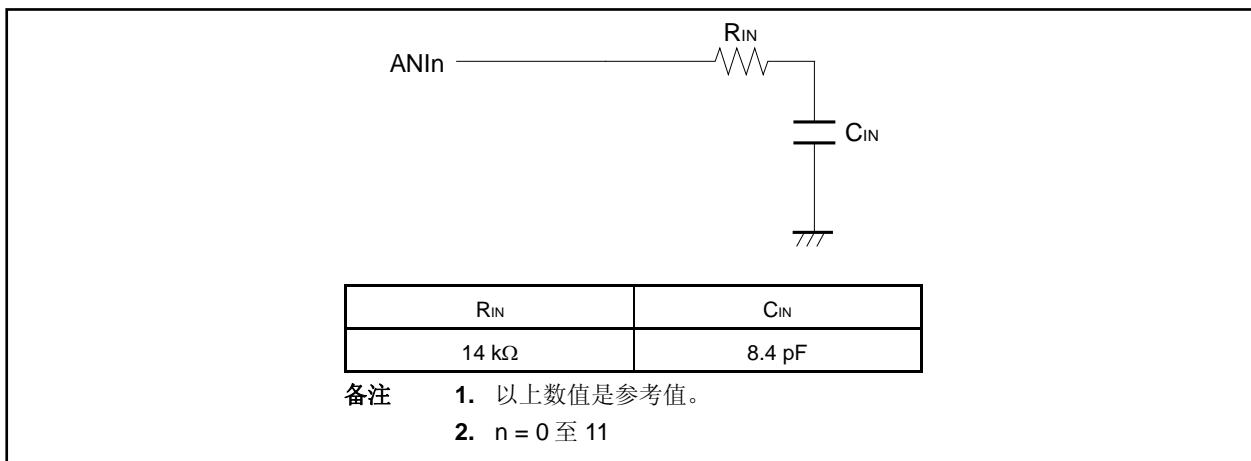 RIN
ANIn
CIN
RIN CIN
14 kΩ 8.4 pF
备注 1. 以上数值是参考值。
2. n = 0 至 11